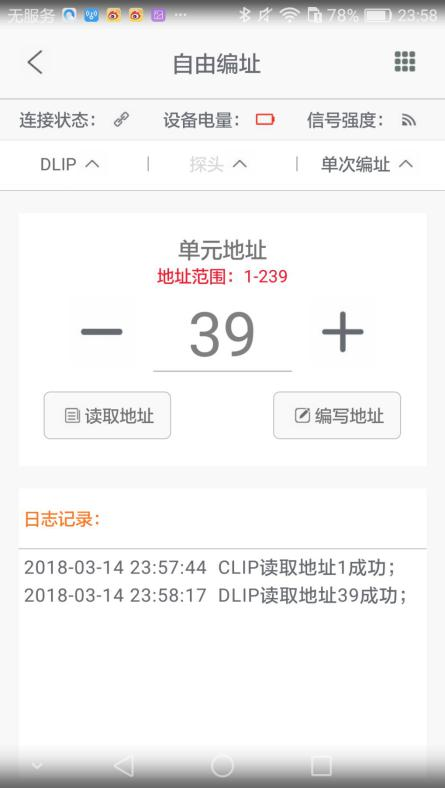 无服务 ··· 78% 23:58
自由编址
连接状态： 设备电量： 信号强度：
DLIP | 探头 | 单次编址
单元地址
地址范围：1-239
39
读取地址 编写地址
日志记录：
2018-03-14 23:57:44 CLIP读取地址1成功；
2018-03-14 23:58:17 DLIP读取地址39成功；